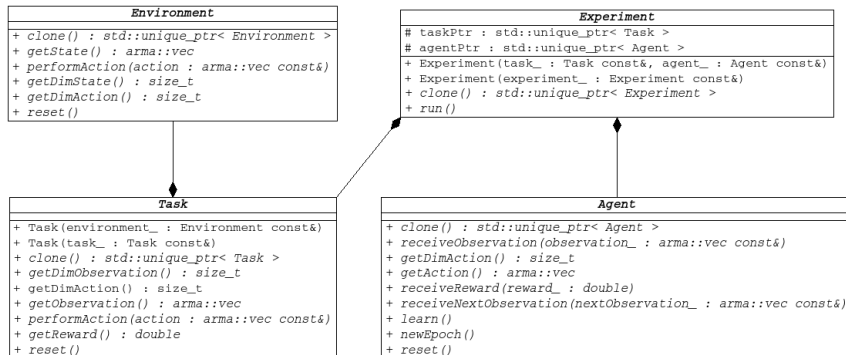 Environment
+ clone() : std::unique_ptr< Environment >
+ getState() : arma::vec
+ performAction(action : arma::vec const&)
+ getDimState() : size_t
+ getDimAction() : size_t
+ reset()
Experiment
# taskPtr : std::unique_ptr< Task >
# agentPtr : std::unique_ptr< Agent >
+ Experiment(task_ : Task const&, agent_ : Agent const&)
+ Experiment(experiment_ : Experiment const&)
+ clone() : std::unique_ptr< Experiment >
+ run()
Task
+ Task(environment_ : Environment const&)
+ Task(task_ : Task const&)
+ clone() : std::unique_ptr< Task >
+ getDimObservation() : size_t
+ getDimAction() : size_t
+ getObservation() : arma::vec
+ performAction(action : arma::vec const&)
+ getReward() : double
+ reset()
Agent
+ clone() : std::unique_ptr< Agent >
+ receiveObservation(observation_ : arma::vec const&)
+ getDimAction() : size_t
+ getAction() : arma::vec
+ receiveReward(reward_ : double)
+ receiveNextObservation(nextObservation_ : arma::vec const&)
+ learn()
+ newEpoch()
+ reset()